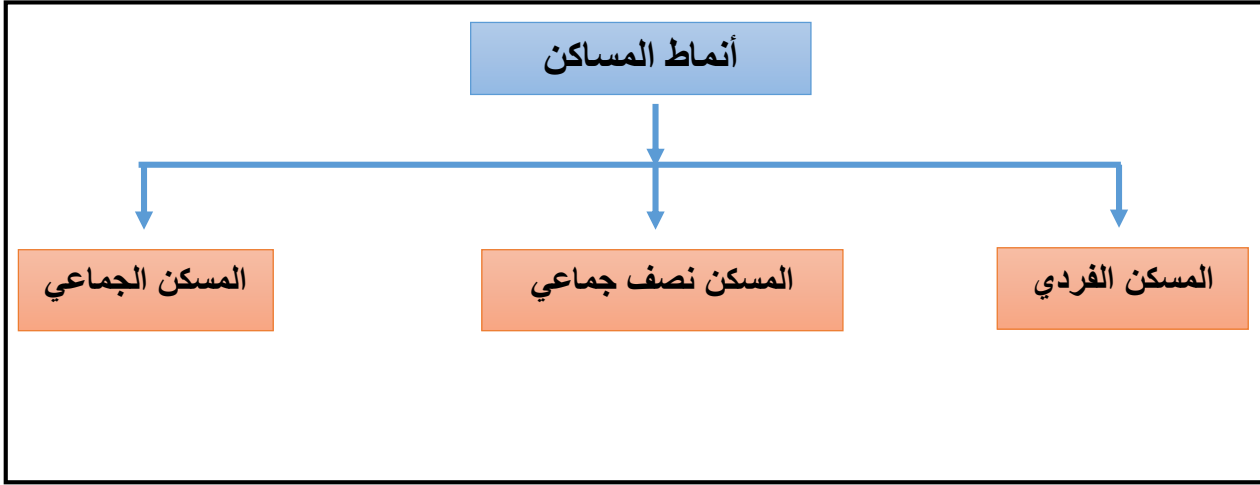 أنماط المساكن
المسكن الفردي
المسكن نصف جماعي
المسكن الجماعي